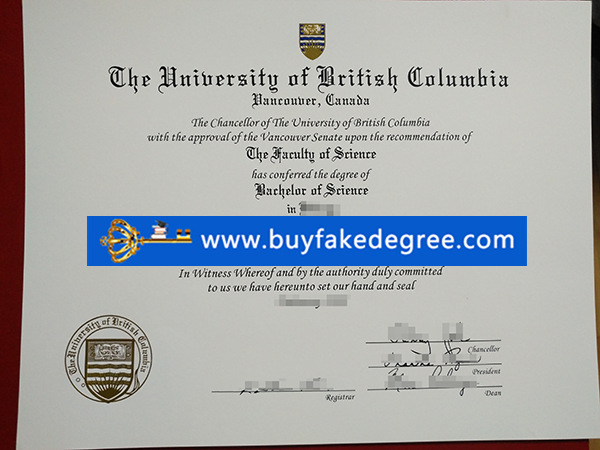 The University of British Columbia
Vancouver, Canada
The Chancellor of The University of British Columbia
with the approval of the Vancouver Senate upon the recommendation of
The Faculty of Science
has conferred the degree of
Bachelor of Science
in
www.buyfakedegree.com
In Witness Whereof and by the authority duly committed
to us we have hereunto set our hand and seal
The University of British Columbia
Chancellor
President
Registrar
Dean